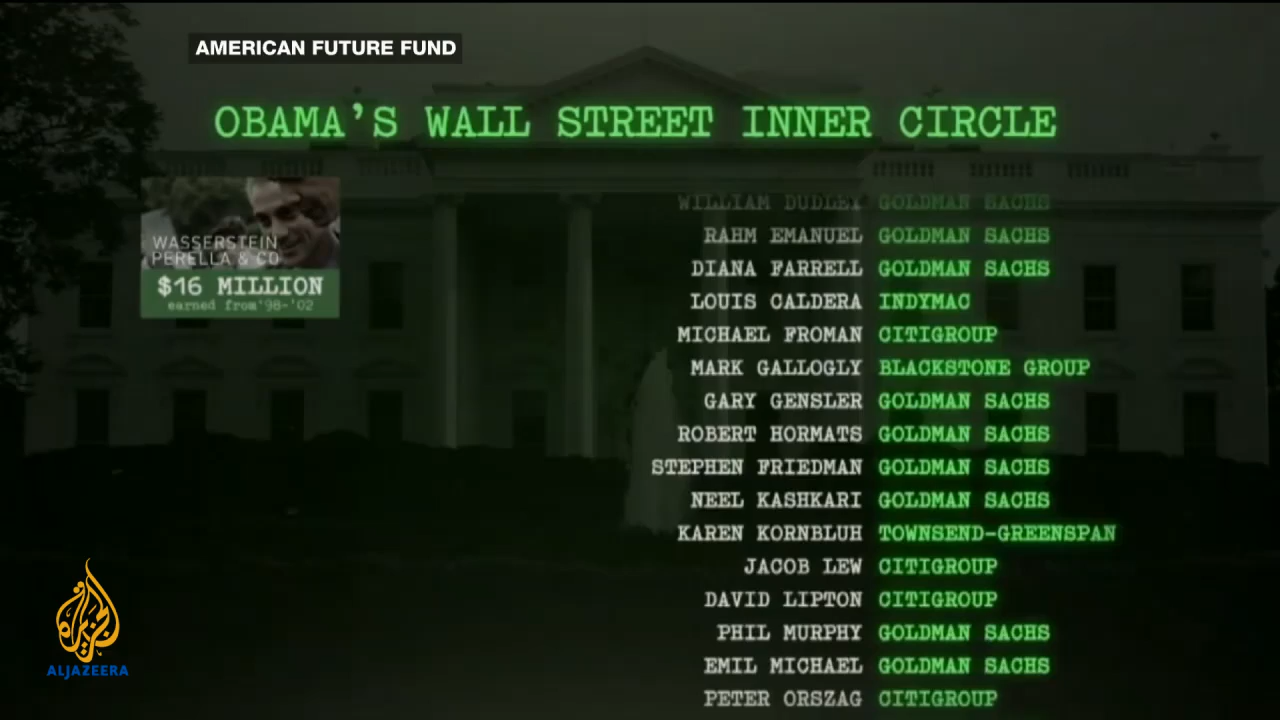 AMERICAN FUTURE FUND
OBAMA'S WALL STREET INNER CIRCLE
WASSERSTEIN
PERELLA & CO
$16 MILLION
earned from '98-'02
WILLIAM DUDLEY GOLDMAN SACHS
RAHM EMANUEL GOLDMAN SACHS
DIANA FARRELL GOLDMAN SACHS
LOUIS CALDERA INDYMAC
MICHAEL FROMAN CITIGROUP
MARK GALLOGLY BLACKSTONE GROUP
GARY GENSLER GOLDMAN SACHS
ROBERT HORMATS GOLDMAN SACHS
STEPHEN FRIEDMAN GOLDMAN SACHS
NEEL KASHKARI GOLDMAN SACHS
KAREN KORNBLUH TOWNSEND-GREENSPAN
JACOB LEW CITIGROUP
DAVID LIPTON CITIGROUP
PHIL MURPHY GOLDMAN SACHS
EMIL MICHAEL GOLDMAN SACHS
PETER ORSZAG CITIGROUP
الجزيرة
ALJAZEERA